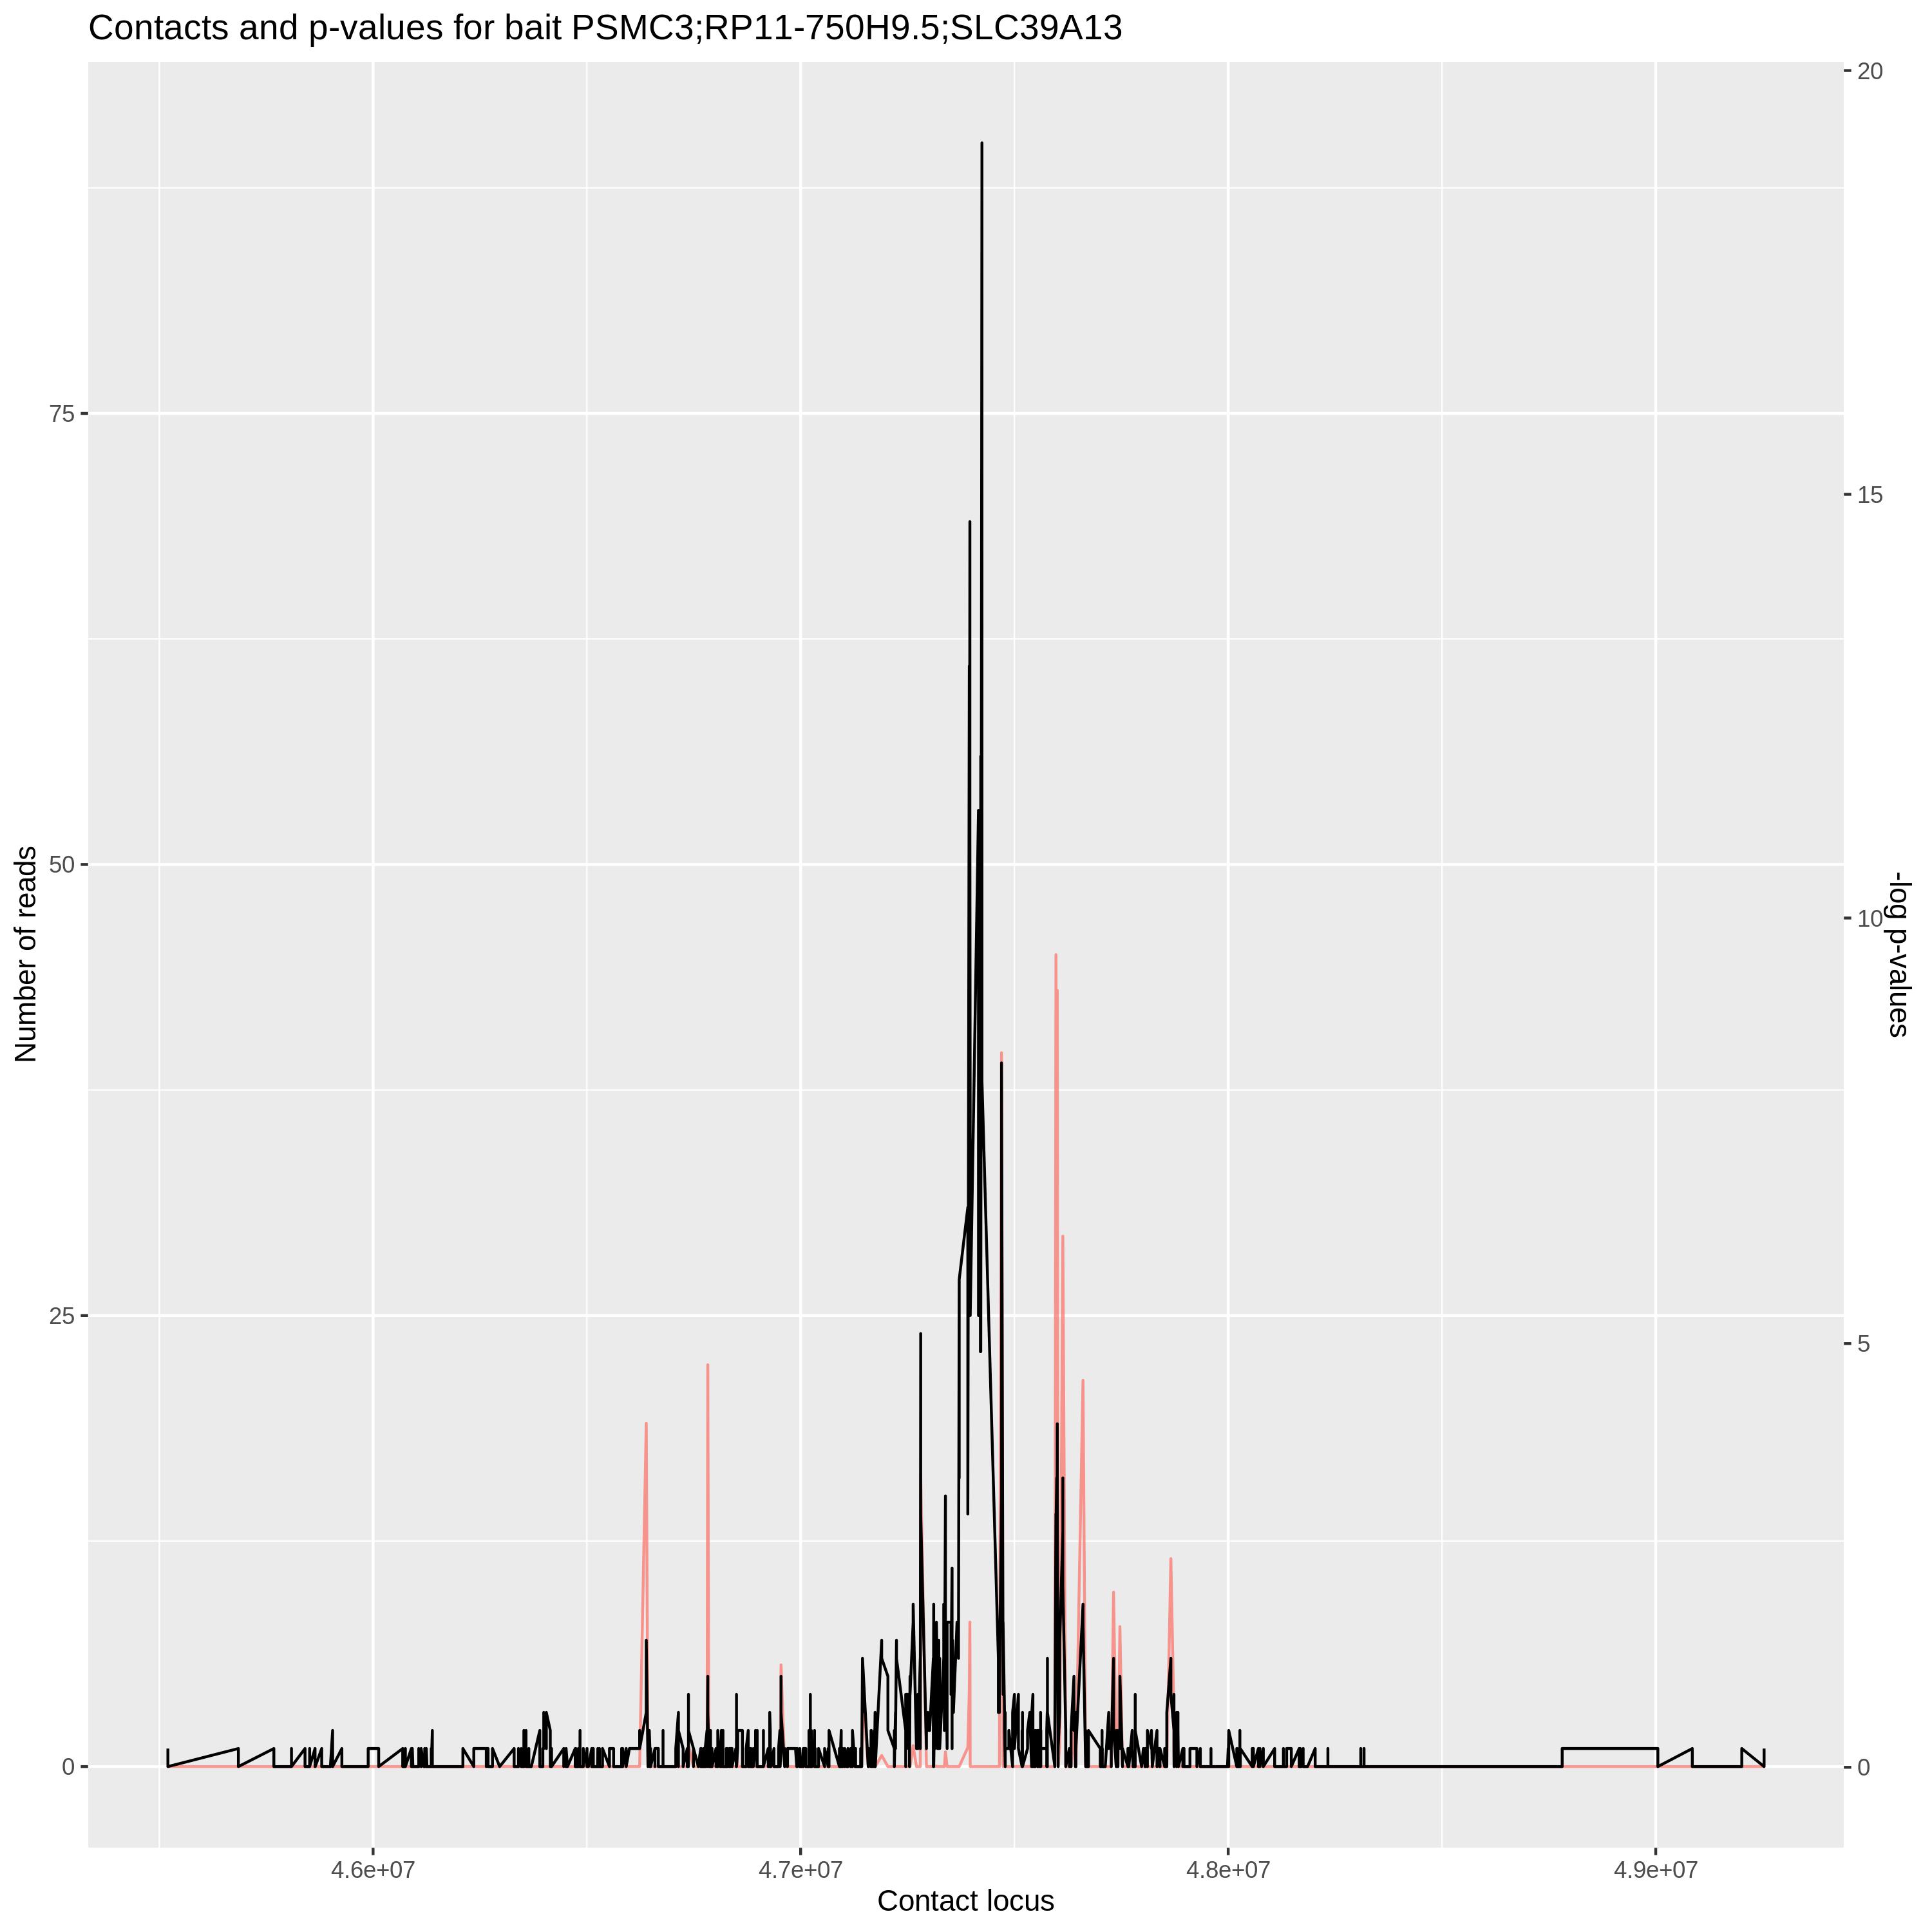 Contacts and p-values for bait PSMC3;RP11-750H9.5;SLC39A13
Number of reads
75
50
25
0
20
15
10
5
0
-log p-values
4.6e+07 4.7e+07 4.8e+07 4.9e+07
Contact locus